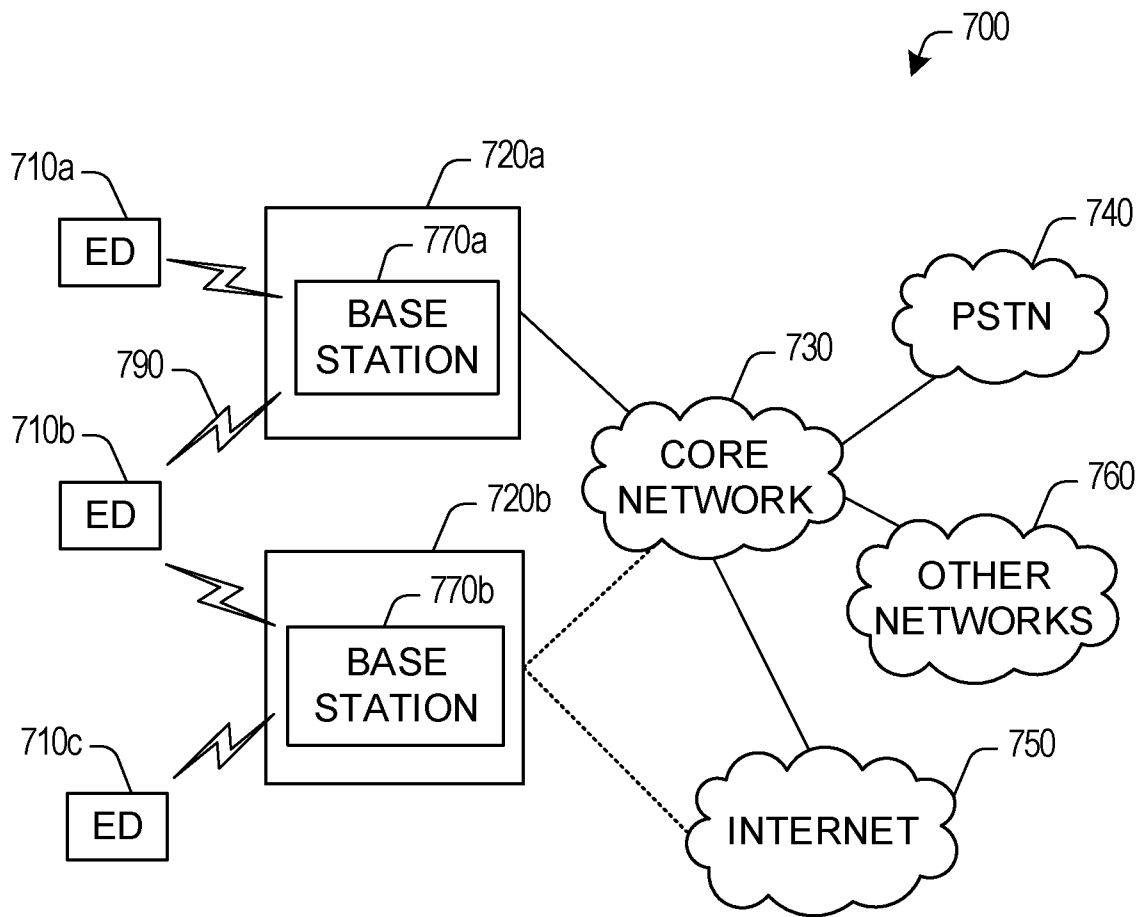 700
710a
720a
ED
770a
BASE
STATION
740
PSTN
790
730
710b
CORE
NETWORK
ED
720b
760
OTHER
NETWORKS
770b
BASE
STATION
710c
750
ED
INTERNET